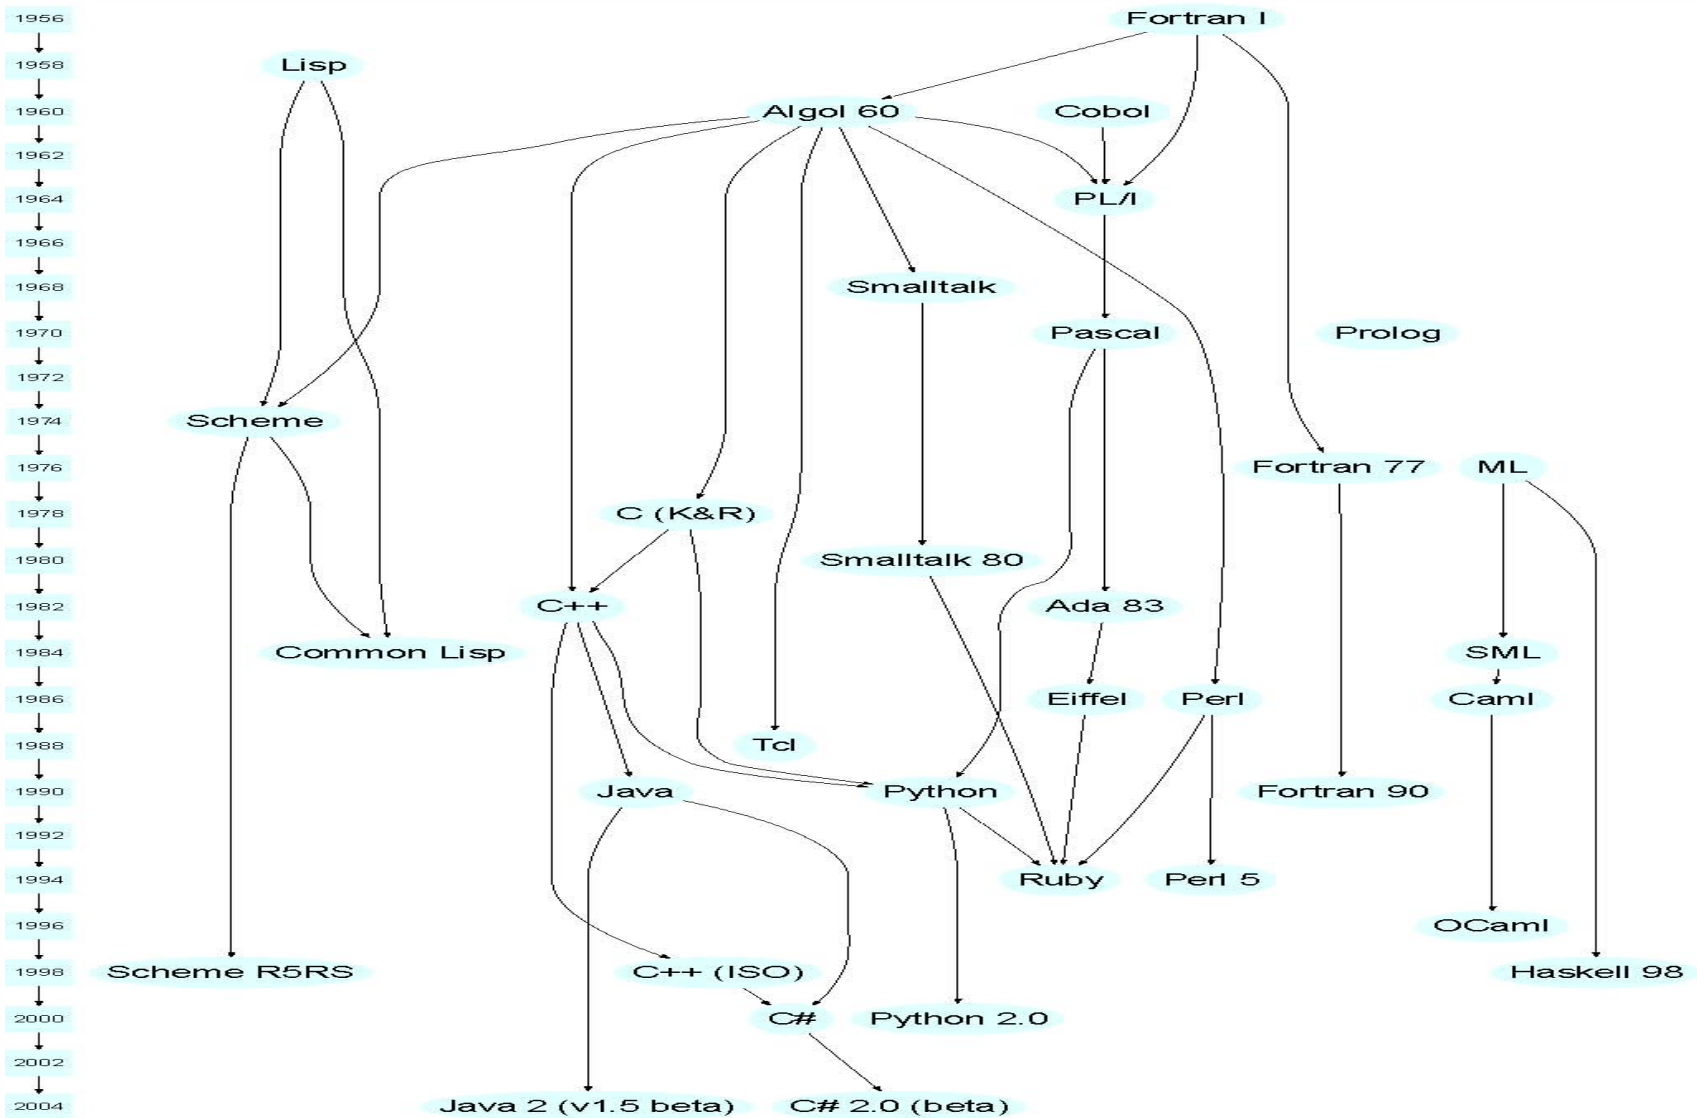 1956
Fortran I
1958
Lisp
1960
Algol 60
Cobol
1962
1964
PL/I
1966
1968
Smalltalk
1970
Pascal
Prolog
1972
1974
Scheme
1976
Fortran 77
ML
1978
C (K&R)
1980
Smalltalk 80
1982
C++
Ada 83
1984
Common Lisp
SML
1986
Eiffel
Perl
Caml
1988
Tcl
1990
Java
Python
Fortran 90
1992
1994
Ruby
Perl 5
1996
OCaml
1998
Scheme R5RS
C++ (ISO)
Haskell 98
2000
C#
Python 2.0
2002
2004
Java 2 (v1.5 beta)
C# 2.0 (beta)